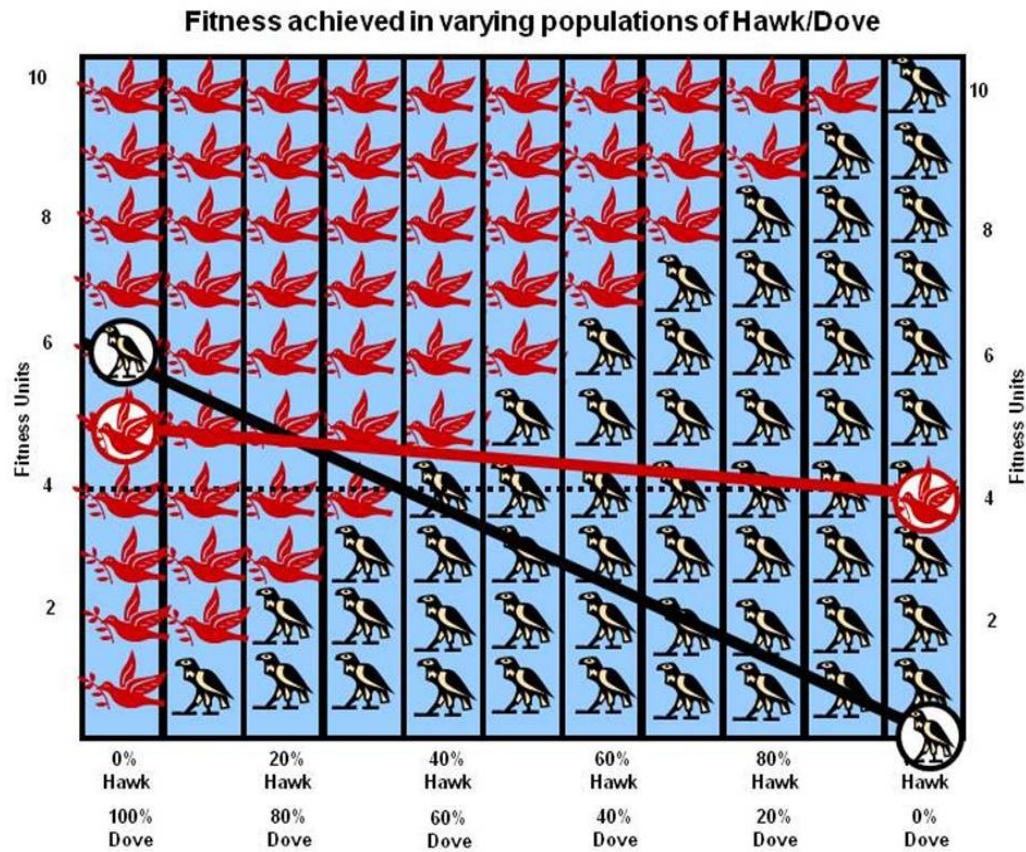 Fitness achieved in varying populations of Hawk/Dove
10
8
6
4
2
Fitness Units
10
8
6
4
2
Fitness Units
0% Hawk
20% Hawk
40% Hawk
60% Hawk
80% Hawk
Hawk
100% Dove
80% Dove
60% Dove
40% Dove
20% Dove
0% Dove